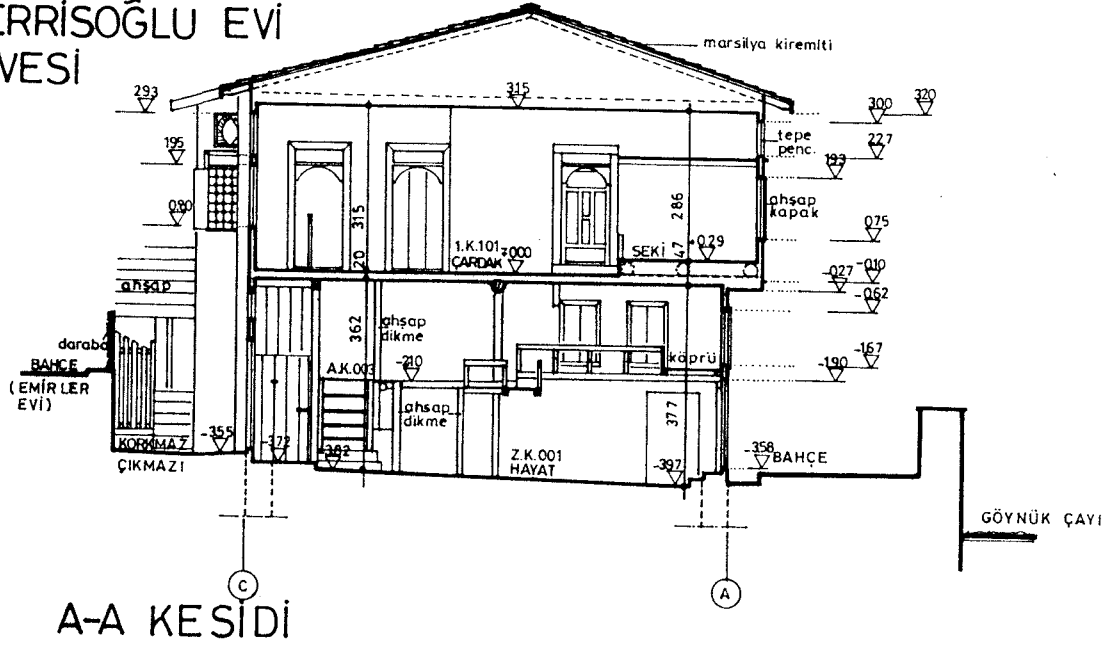 ERRİSOĞLU EVİ
VESİ
marsilya kiremiti
293
315
300
320
195
tepe
penc.
227
193
080
ahşap
kapak
286
315
075
1.K.101
ÇARDAK
+000
20
SEKİ
47
+029
-010
-027
-062
ahşap
362
ahşap
dikme
daraba
BAHÇE
(EMİRLER
EVİ)
A.K.003
-210
köprü
-167
-190
ahşap
dikme
377
KORKMAZ
ÇIKMAZI
-355
-372
-382
Z.K.001
HAYAT
-397
-358
BAHÇE
GÖYNÜK ÇAYI
C
A
A-A KESİDİ